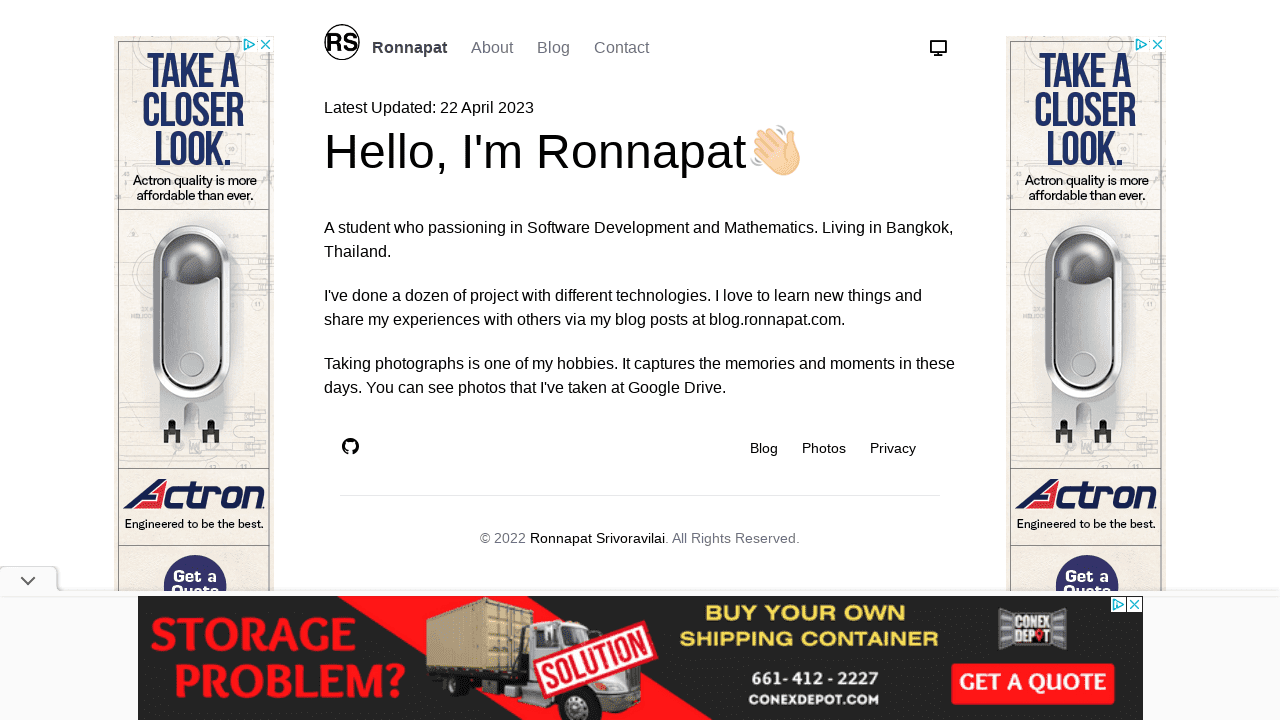 RS
Ronnapat About Blog Contact
Latest Updated: 22 April 2023
Hello, I'm Ronnapat👋🏻
A student who passioning in Software Development and Mathematics. Living in Bangkok,
Thailand.
I've done a dozen of project with different technologies. I love to learn new things and
share my experiences with others via my blog posts at blog.ronnapat.com.
Taking photographs is one of my hobbies. It captures the memories and moments in these
days. You can see photos that I've taken at Google Drive.
Blog Photos Privacy
© 2022 Ronnapat Srivoravilai. All Rights Reserved.
TAKE A
CLOSER
LOOK.
Actron quality is more
affordable than ever.
Actron
Engineered to be the best.
Get a
Quote
TAKE A
CLOSER
LOOK.
Actron quality is more
affordable than ever.
Actron
Engineered to be the best.
Get a
Quote
STORAGE
PROBLEM?
SOLUTION
BUY YOUR OWN
SHIPPING CONTAINER
661- 412 - 2227
CONEXDEPOT.COM
CONEX
DEPOT
GET A QUOTE